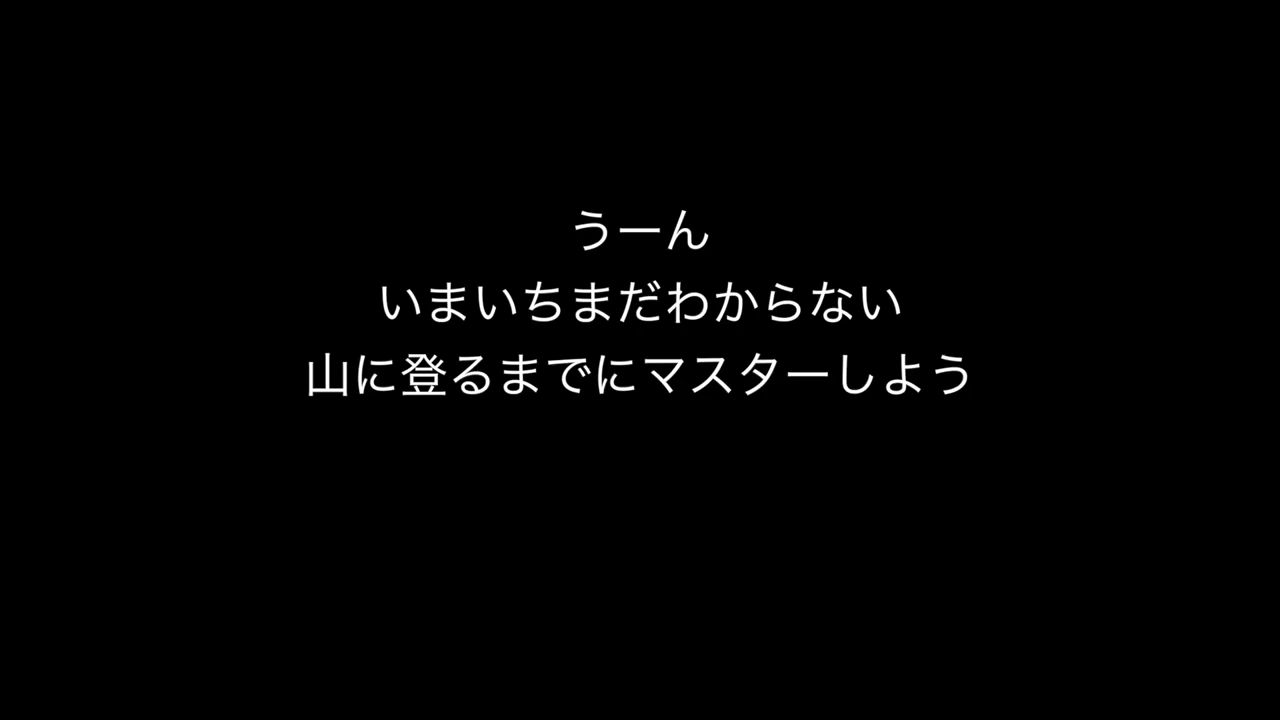 うーん
いまいちまだわからない
山に登るまでにマスターしよう